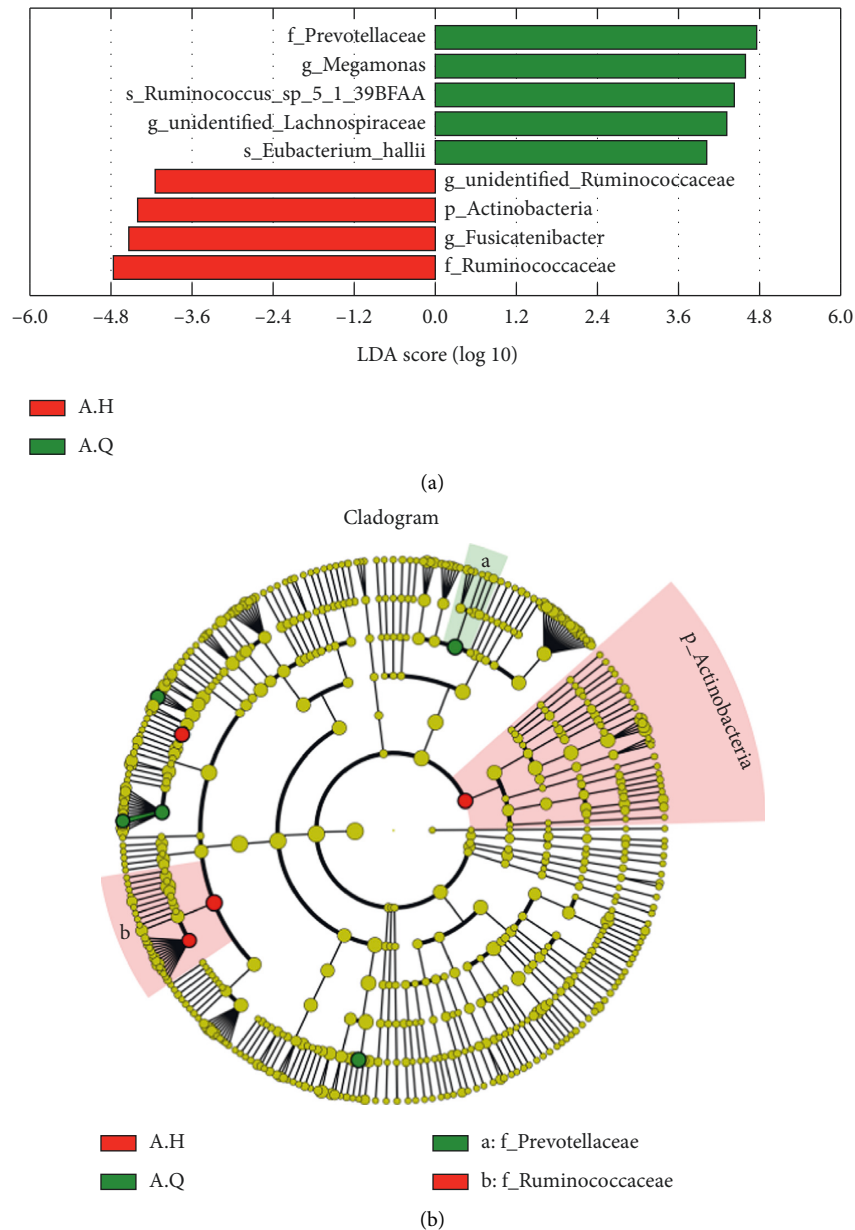 f_Prevotellaceae
g_Megamonas
s_Ruminococcus_sp_5_1_39BFAA
g_unidentified_Lachnospiraceae
s_Eubacterium_hallii
g_unidentified_Ruminococcaceae
p_Actinobacteria
g_Fusicatenibacter
f_Ruminococcaceae
−6.0 −4.8 −3.6 −2.4 −1.2 0.0 1.2 2.4 3.6 4.8 6.0
LDA score (log 10)
A.H
A.Q
(a)
Cladogram
a
p_Actinobacteria
b
A.H a: f_Prevotellaceae
A.Q b: f_Ruminococcaceae
(b)